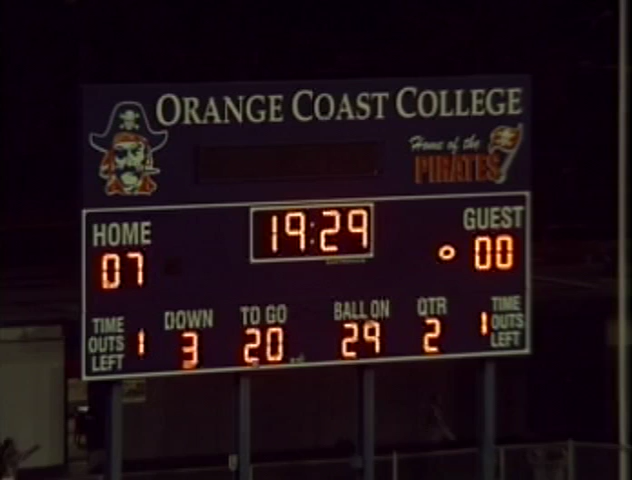 ORANGE COAST COLLEGE
Home of the
PIRATES
HOME 19:29 GUEST
07 00
TIME OUTS LEFT 1 DOWN 3 TO GO 20 BALL ON 29 QTR 2 1 TIME OUTS LEFT